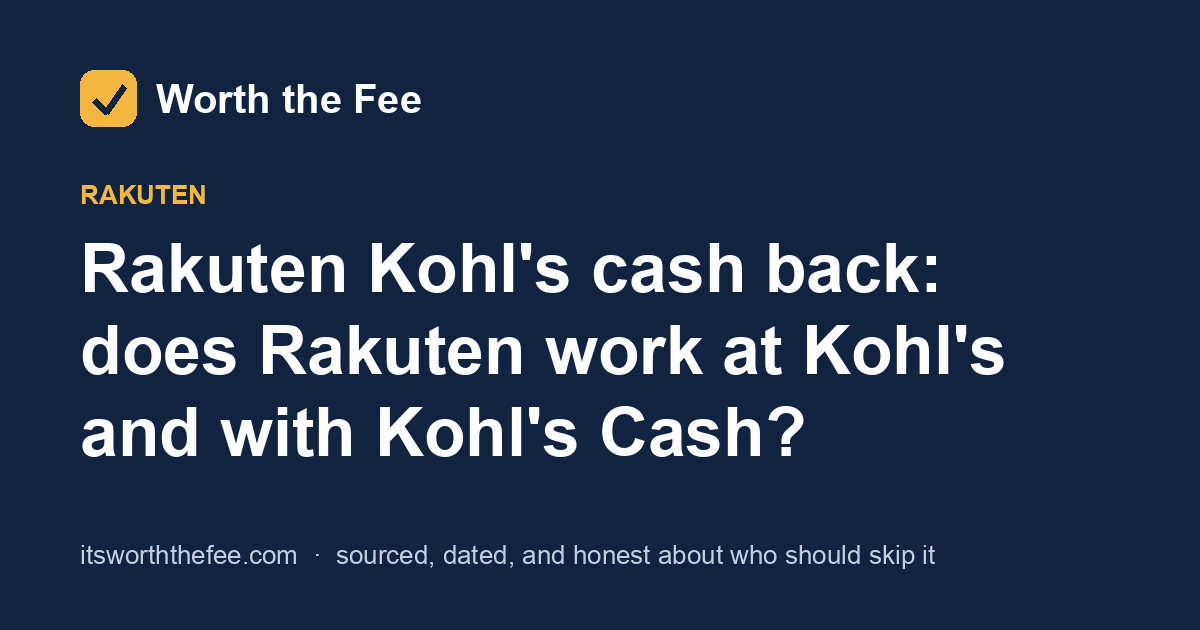 Worth the Fee
RAKUTEN
Rakuten Kohl's cash back:
does Rakuten work at Kohl's
and with Kohl's Cash?
itsworththefee.com · sourced, dated, and honest about who should skip it